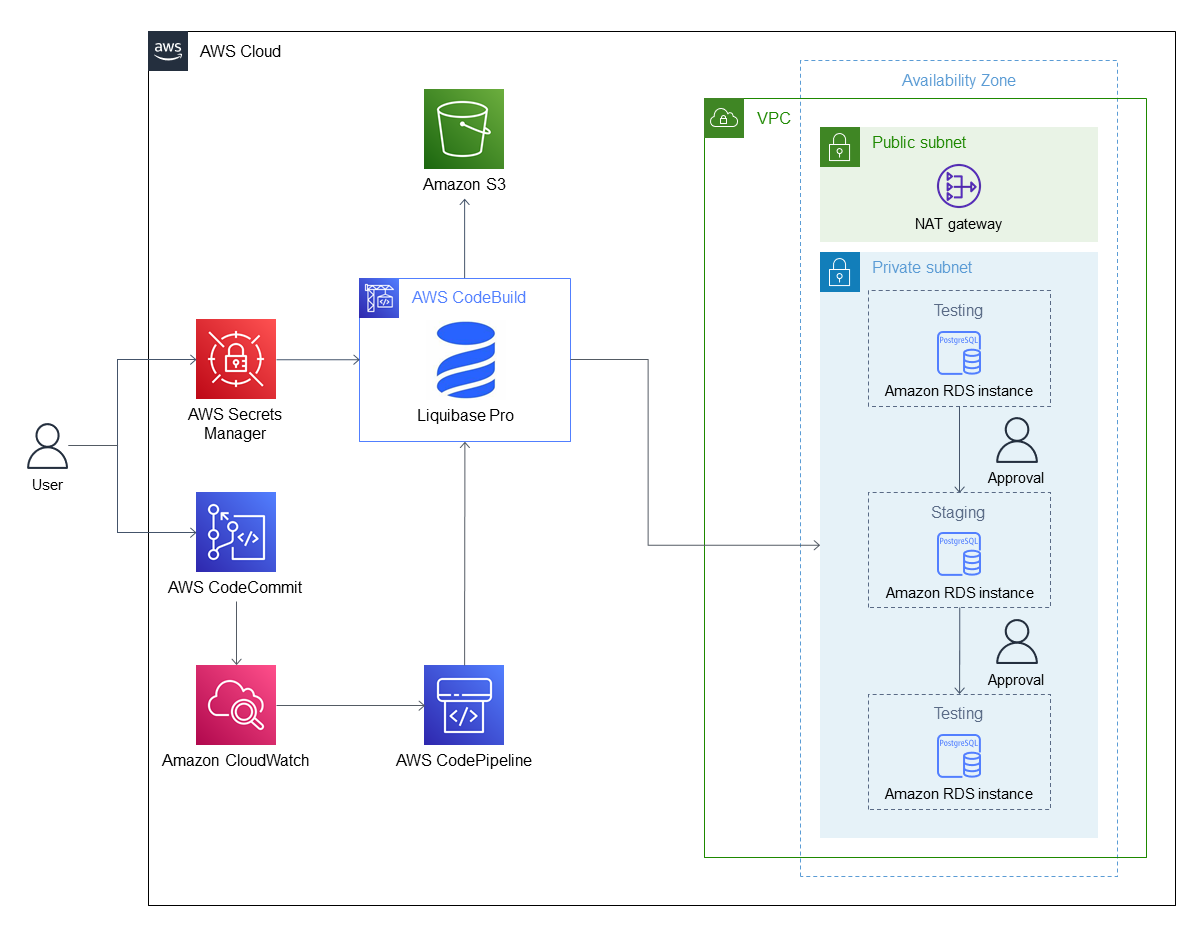 aws
AWS Cloud
Availability Zone
VPC
Public subnet
NAT gateway
Amazon S3
Private subnet
AWS CodeBuild
Liquibase Pro
Testing
PostgreSQL
Amazon RDS instance
AWS Secrets
Manager
User
Approval
Staging
PostgreSQL
Amazon RDS instance
AWS CodeCommit
Approval
Testing
PostgreSQL
Amazon RDS instance
Amazon CloudWatch
AWS CodePipeline